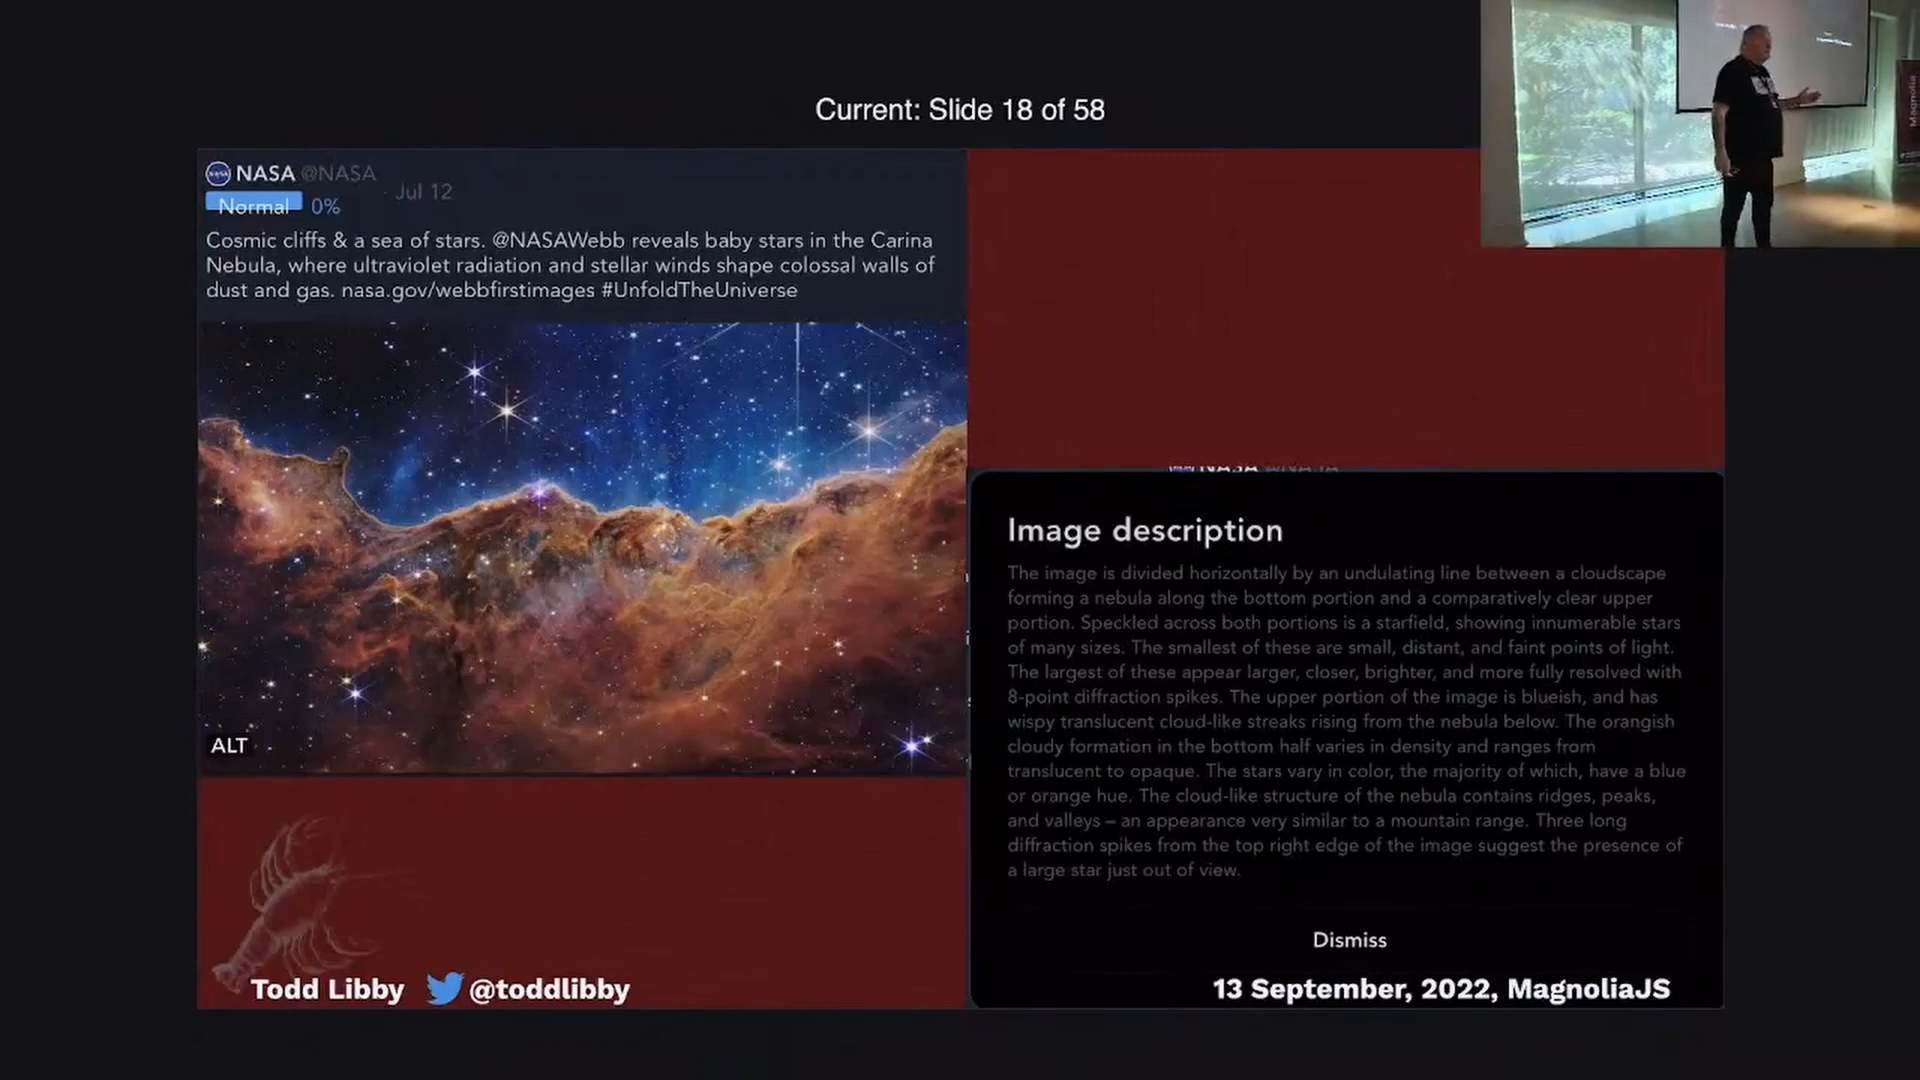 Current: Slide 18 of 58
NASA @NASA
Normal 0% · Jul 12
Cosmic cliffs & a sea of stars. @NASAWebb reveals baby stars in the Carina
Nebula, where ultraviolet radiation and stellar winds shape colossal walls of
dust and gas. nasa.gov/webbfirstimages #UnfoldTheUniverse
ALT
NASA @NASA
Image description
The image is divided horizontally by an undulating line between a cloudscape
forming a nebula along the bottom portion and a comparatively clear upper
portion. Speckled across both portions is a starfield, showing innumerable stars
of many sizes. The smallest of these are small, distant, and faint points of light.
The largest of these appear larger, closer, brighter, and more fully resolved with
8-point diffraction spikes. The upper portion of the image is blueish, and has
wispy translucent cloud-like streaks rising from the nebula below. The orangish
cloudy formation in the bottom half varies in density and ranges from
translucent to opaque. The stars vary in color, the majority of which, have a blue
or orange hue. The cloud-like structure of the nebula contains ridges, peaks,
and valleys – an appearance very similar to a mountain range. Three long
diffraction spikes from the top right edge of the image suggest the presence of
a large star just out of view.
Dismiss
Todd Libby @toddlibby
13 September, 2022, MagnoliaJS
Magnolia